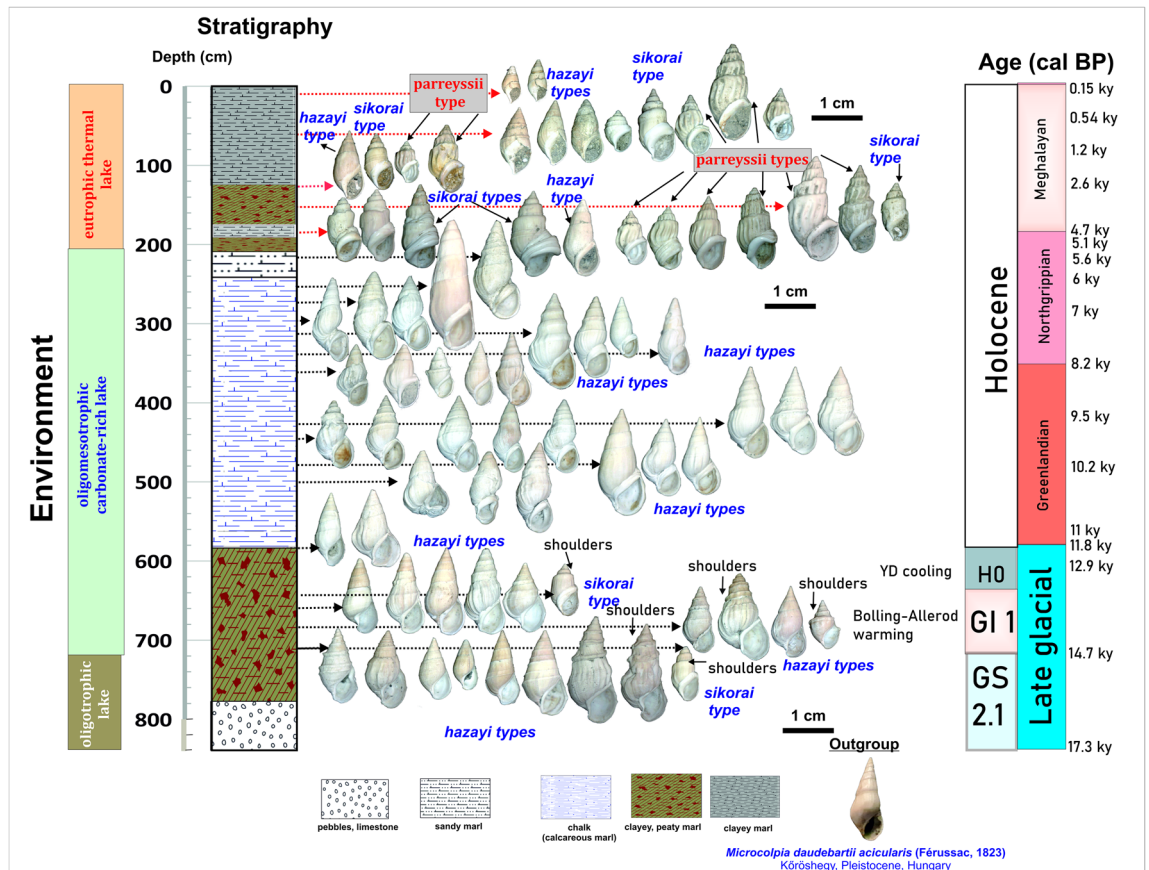 Stratigraphy
Depth (cm)
Age (cal BP)
0
100
200
300
400
500
600
700
800
Environment
eutrophic thermal
lake
oligomesotrophic
carbonate-rich lake
oligotrophic
lake
hazayi
type
sikorai
type
parreyssii
type
hazayi
types
sikorai
type
1 cm
parreyssii types
sikorai
type
sikorai types
hazayi
type
1 cm
hazayi types
hazayi types
hazayi types
hazayi types
shoulders
sikorai
type
shoulders
shoulders
shoulders
hazayi types
shoulders
sikorai
type
hazayi types
1 cm
YD cooling
Bolling-Allerod
warming
Holocene
H0
GI 1
GS
2.1
Meghalayan
Northgrippian
Greenlandian
Late glacial
0.15 ky
0.54 ky
1.2 ky
2.6 ky
4.7 ky
5.1 ky
5.6 ky
6 ky
7 ky
8.2 ky
9.5 ky
10.2 ky
11 ky
11.8 ky
12.9 ky
14.7 ky
17.3 ky
Outgroup
pebbles, limestone
sandy marl
chalk
(calcareous marl)
clayey, peaty marl
clayey marl
Microcolpia daudebartii acicularis (Férussac, 1823)
Kőröshegy, Pleistocene, Hungary